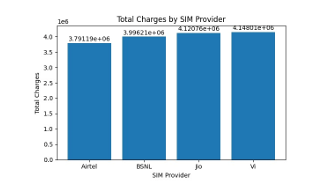 Total Charges by SIM Provider
1e6
3.79119e+06
3.99621e+06
4.12076e+06
4.14801e+06
4.0
3.5
3.0
2.5
2.0
1.5
1.0
0.5
0.0
Total Charges
Airtel
BSNL
Jio
Vi
SIM Provider